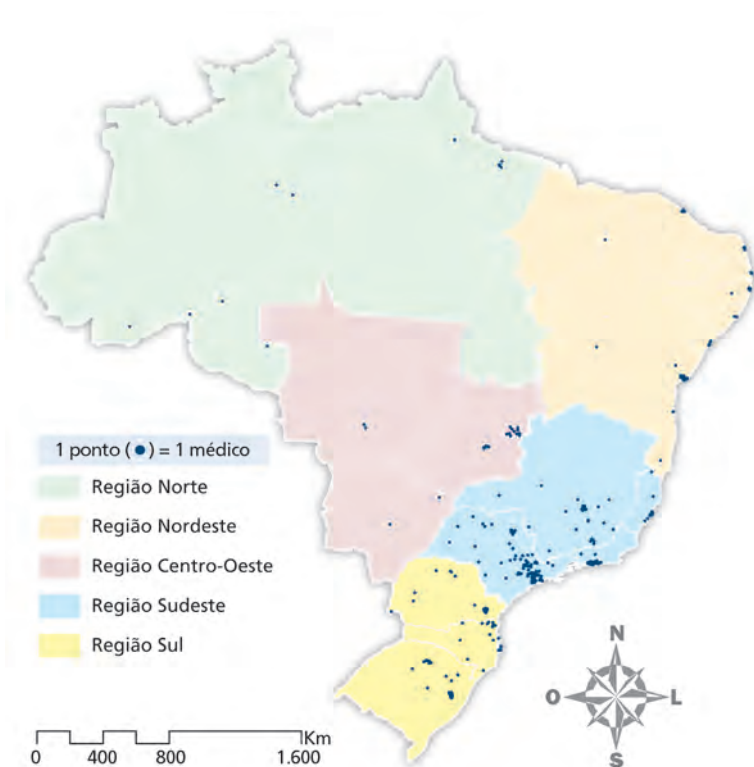 1 ponto (•) = 1 médico
Região Norte
Região Nordeste
Região Centro-Oeste
Região Sudeste
Região Sul
N
O
L
S
Km
0 400 800 1.600